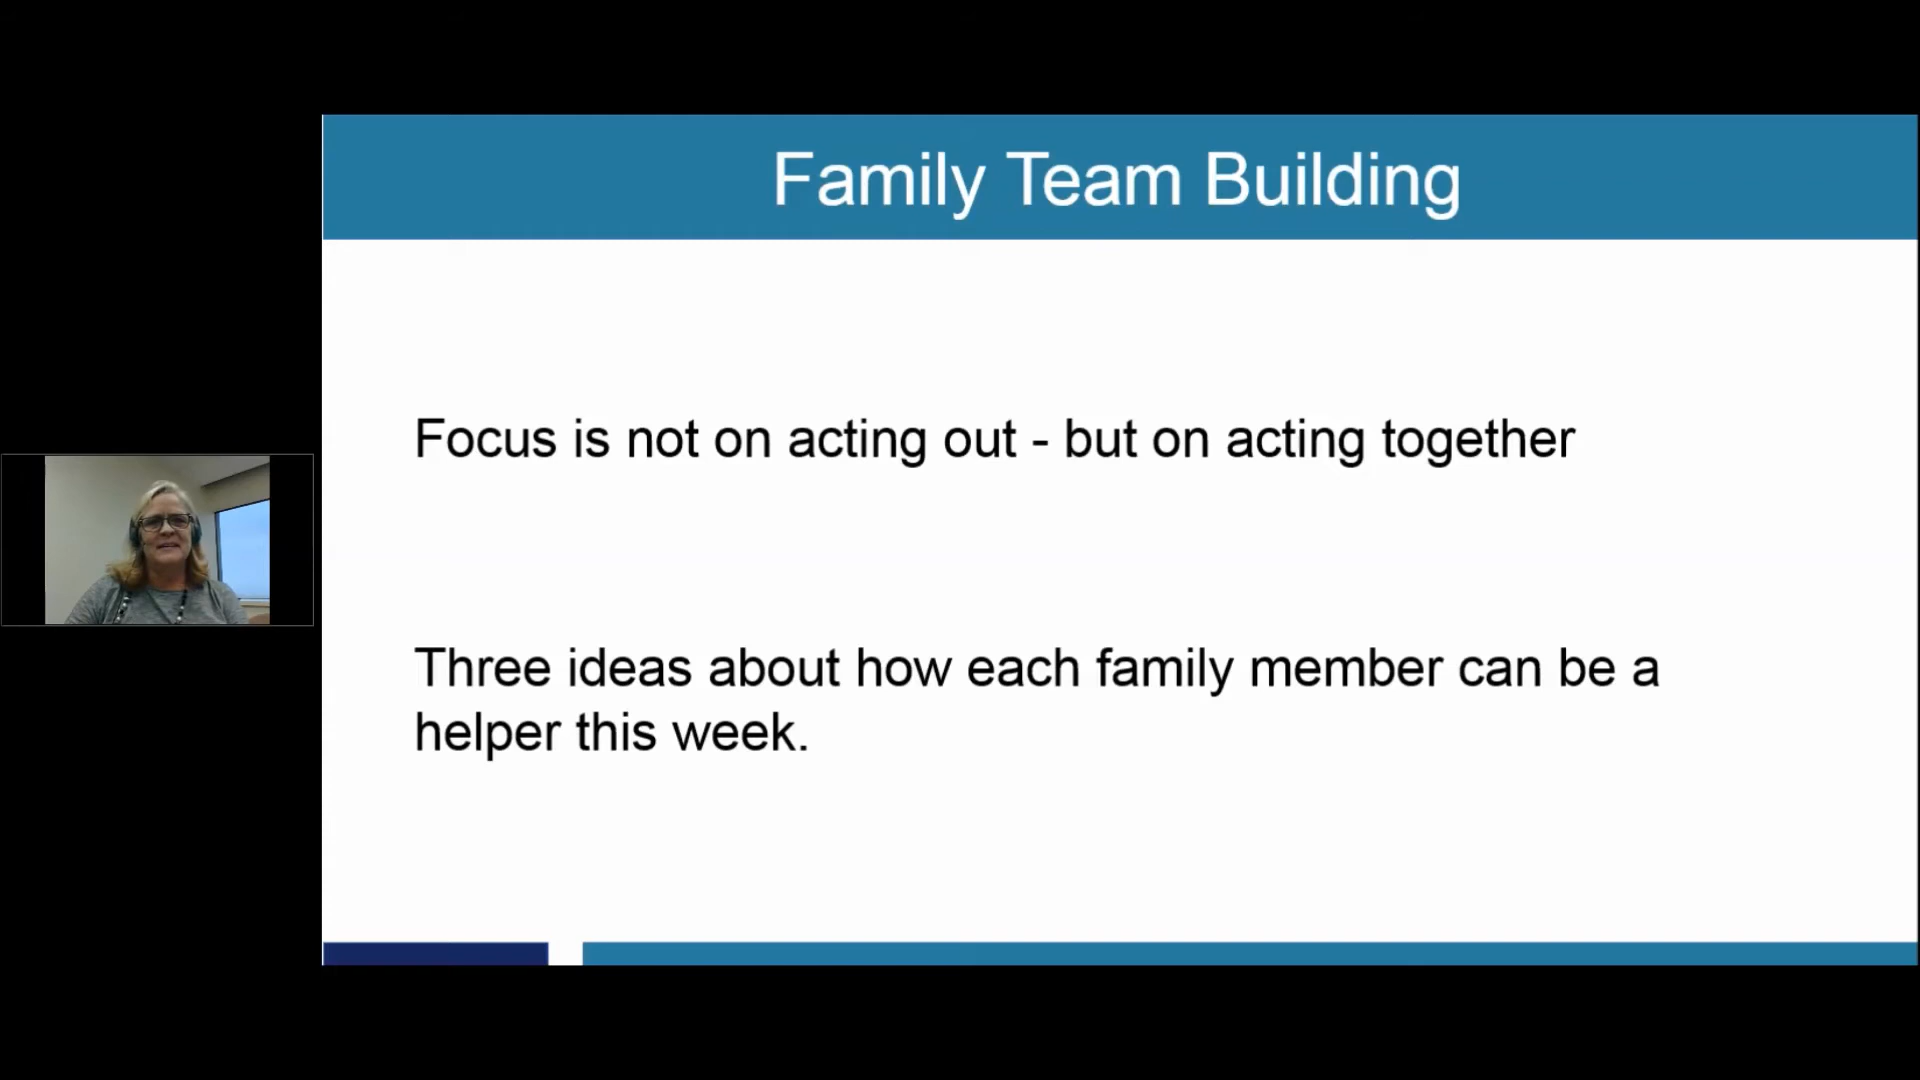 Family Team Building
Focus is not on acting out - but on acting together
Three ideas about how each family member can be a
helper this week.